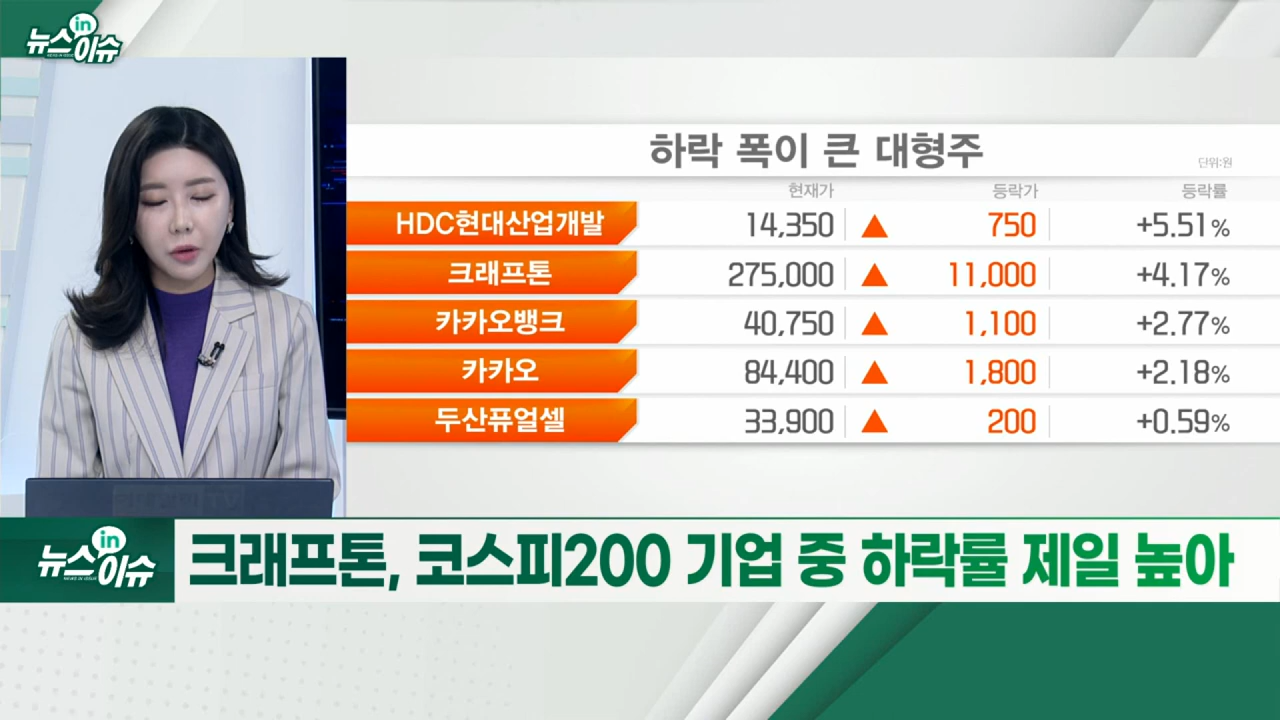 뉴스in이슈
하락 폭이 큰 대형주
단위:원
현재가 등락가 등락률
HDC현대산업개발 14,350 ▲ 750 +5.51%
크래프톤 275,000 ▲ 11,000 +4.17%
카카오뱅크 40,750 ▲ 1,100 +2.77%
카카오 84,400 ▲ 1,800 +2.18%
두산퓨얼셀 33,900 ▲ 200 +0.59%
뉴스in이슈
NEWS IN ISSUE
크래프톤, 코스피200 기업 중 하락률 제일 높아